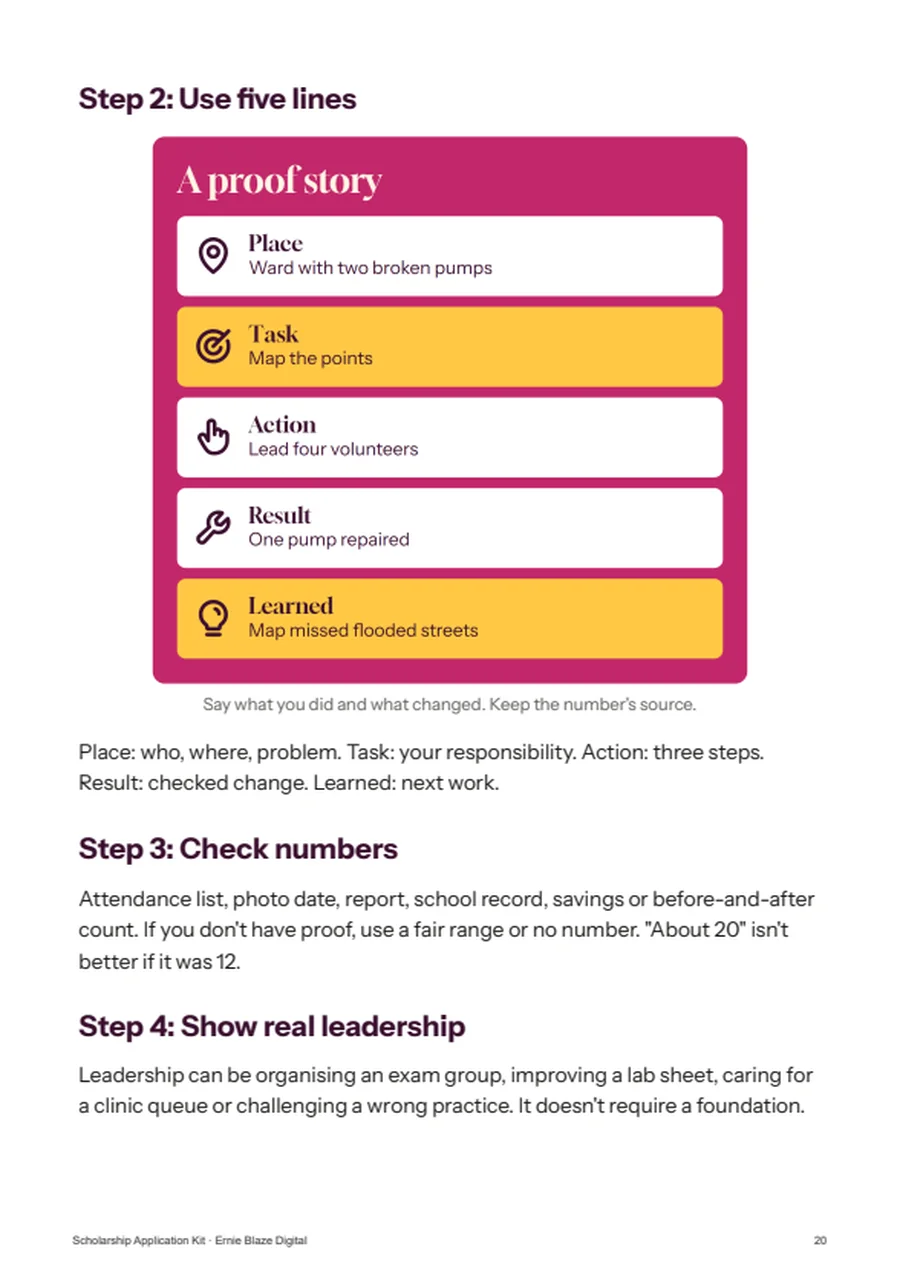 Step 2: Use five lines
A proof story
Place
Ward with two broken pumps
Task
Map the points
Action
Lead four volunteers
Result
One pump repaired
Learned
Map missed flooded streets
Say what you did and what changed. Keep the number's source.
Place: who, where, problem. Task: your responsibility. Action: three steps.
Result: checked change. Learned: next work.
Step 3: Check numbers
Attendance list, photo date, report, school record, savings or before-and-after
count. If you don't have proof, use a fair range or no number. "About 20" isn't
better if it was 12.
Step 4: Show real leadership
Leadership can be organising an exam group, improving a lab sheet, caring for
a clinic queue or challenging a wrong practice. It doesn't require a foundation.
Scholarship Application Kit · Ernie Blaze Digital
20